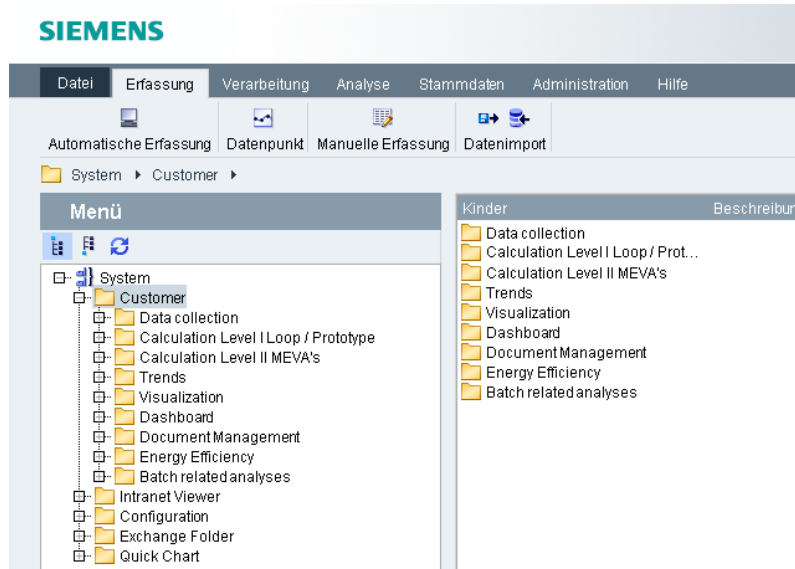 SIEMENS
Datei Erfassung Verarbeitung Analyse Stammdaten Administration Hilfe
Automatische Erfassung Datenpunkt Manuelle Erfassung Datenimport
System Customer
Menü
System
Customer
Data collection
Calculation Level I Loop / Prototype
Calculation Level II MEVA's
Trends
Visualization
Dashboard
Document Management
Energy Efficiency
Batch related analyses
Intranet Viewer
Configuration
Exchange Folder
Quick Chart
Kinder Beschreibur
Data collection
Calculation Level I Loop / Prot...
Calculation Level II MEVA's
Trends
Visualization
Dashboard
Document Management
Energy Efficiency
Batch related analyses